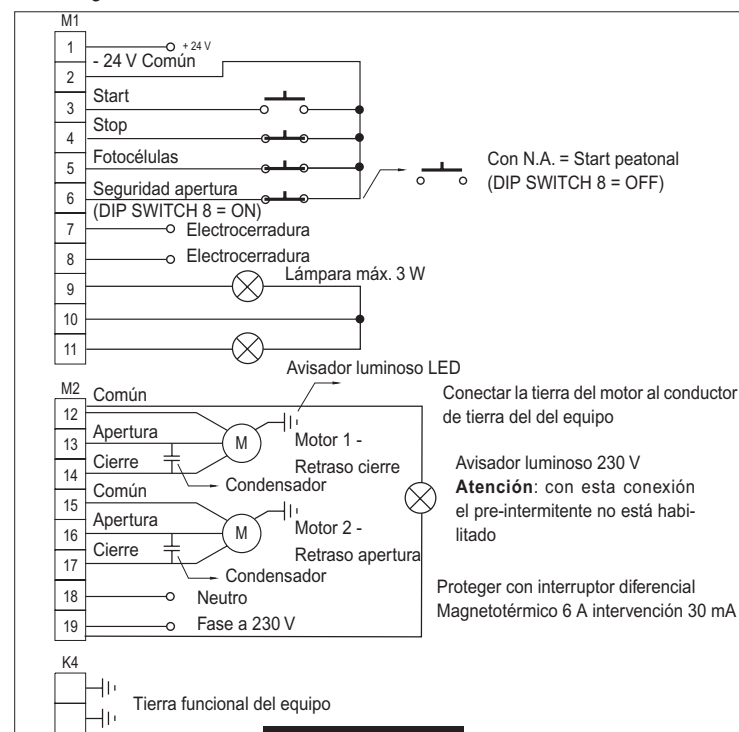 M1
1
+ 24 V
- 24 V Común
2
Start
3
Stop
4
Fotocélulas
5
Con N.A. = Start peatonal
(DIP SWITCH 8 = OFF)
Seguridad apertura
6
(DIP SWITCH 8 = ON)
7
Electrocerradura
8
Electrocerradura
Lámpara máx. 3 W
9
10
11
Avisador luminoso LED
M2
Común
12
Conectar la tierra del motor al conductor
de tierra del del equipo
Apertura
13
M
Motor 1 -
Retraso cierre
Cierre
14
Condensador
Avisador luminoso 230 V
Atención: con esta conexión
el pre-intermitente no está habi-
litado
Común
15
Apertura
16
M
Motor 2 -
Retraso apertura
Cierre
17
Condensador
18
Neutro
19
Fase a 230 V
Proteger con interruptor diferencial
Magnetotérmico 6 A intervención 30 mA
K4
Tierra funcional del equipo